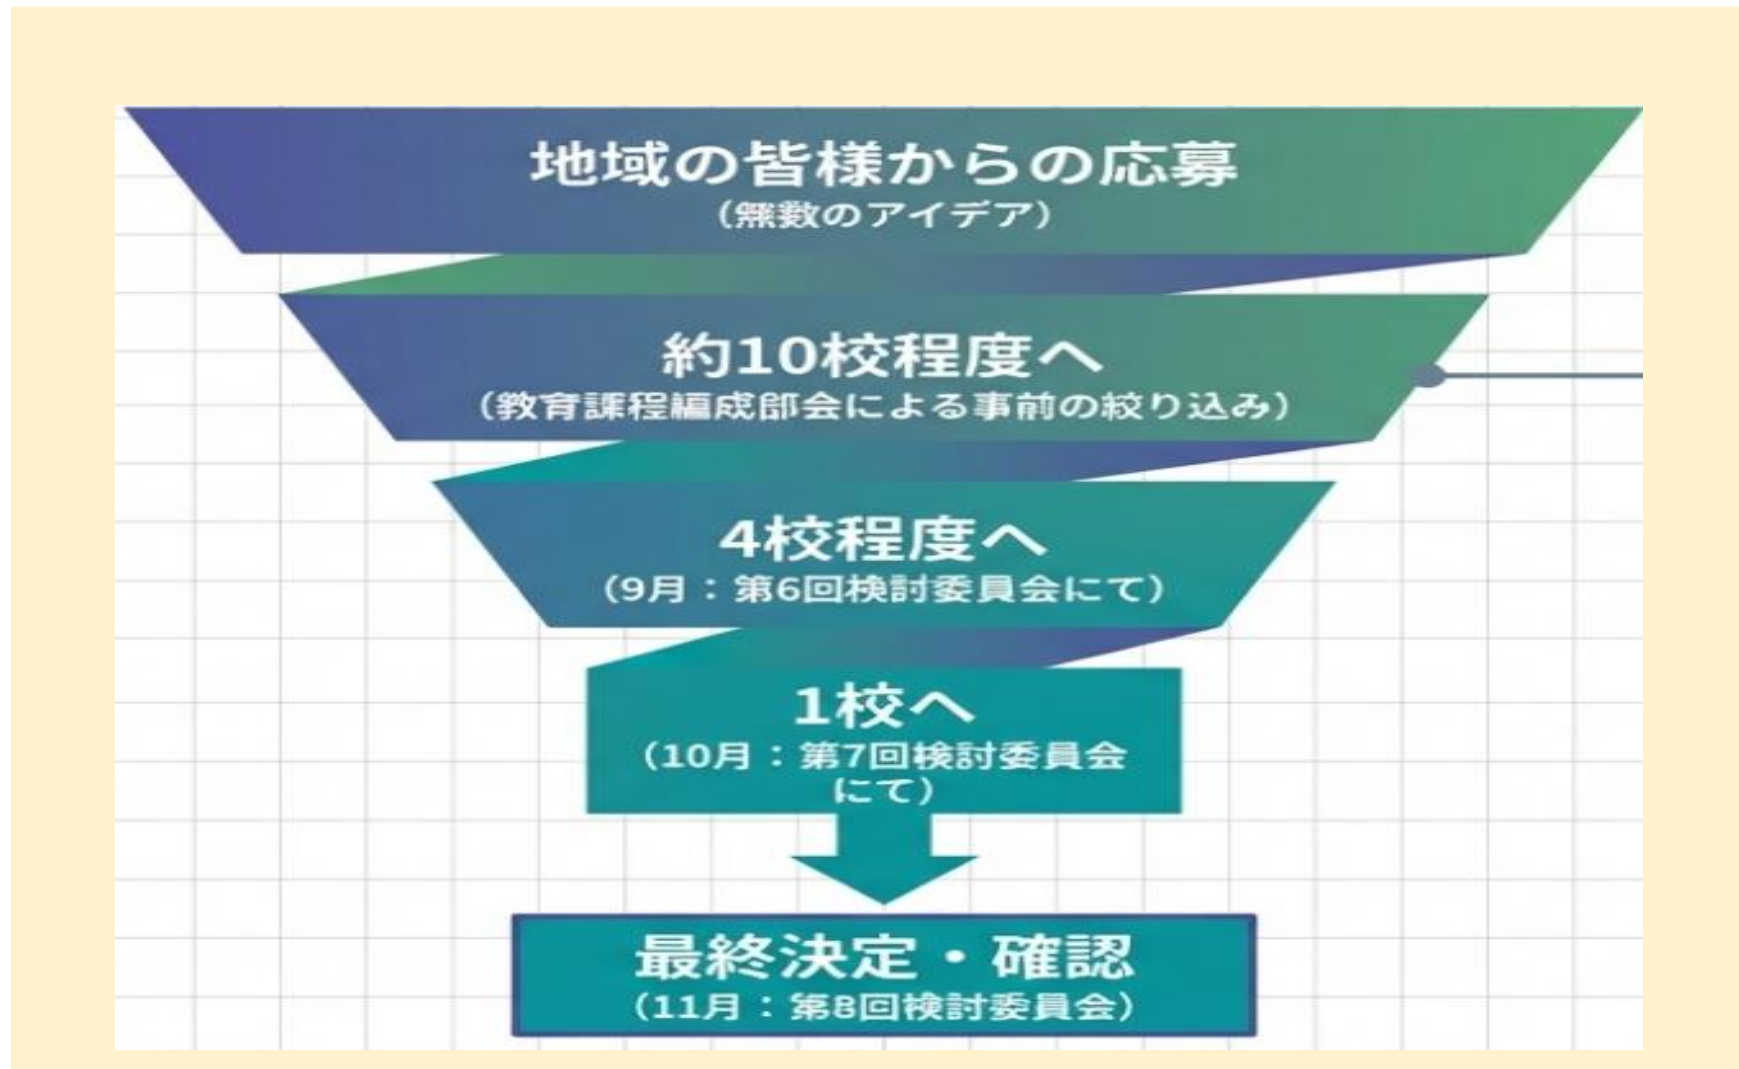 地域の皆様からの応募
（無数のアイデア）
約10校程度へ
（教育課程編成部会による事前の絞り込み）
4校程度へ
（9月：第6回検討委員会にて）
1校へ
（10月：第7回検討委員会
にて）
最終決定・確認
（11月：第8回検討委員会）